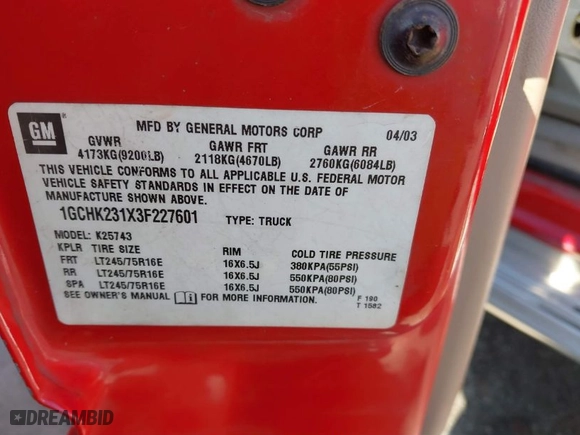 GM
MFD BY GENERAL MOTORS CORP 04/03
GVWR GAWR FRT GAWR RR
4173KG(9200LB) 2118KG(4670LB) 2760KG(6084LB)
THIS VEHICLE CONFORMS TO ALL APPLICABLE U.S. FEDERAL MOTOR
VEHICLE SAFETY STANDARDS IN EFFECT ON THE DATE OF
MANUFACTURE SHOWN ABOVE.
1GCHK231X3F227601 TYPE: TRUCK
MODEL: K25743
KPLR TIRE SIZE RIM COLD TIRE PRESSURE
FRT LT245/75R16E 16X6.5J 380KPA(55PSI)
RR LT245/75R16E 16X6.5J 550KPA(80PSI)
SPA LT245/75R16E 16X6.5J 550KPA(80PSI)
SEE OWNER'S MANUAL FOR MORE INFORMATION. F 190
T 1582
DREAMBID